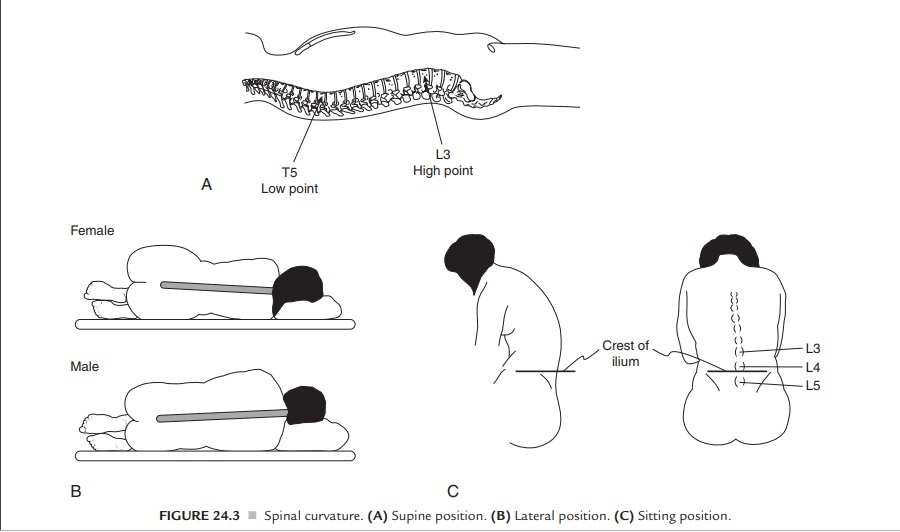 T5
Low point
L3
High point
A
Female
Male
B
Crest of
ilium
L3
L4
L5
C
FIGURE 24.3 ■ Spinal curvature. (A) Supine position. (B) Lateral position. (C) Sitting position.